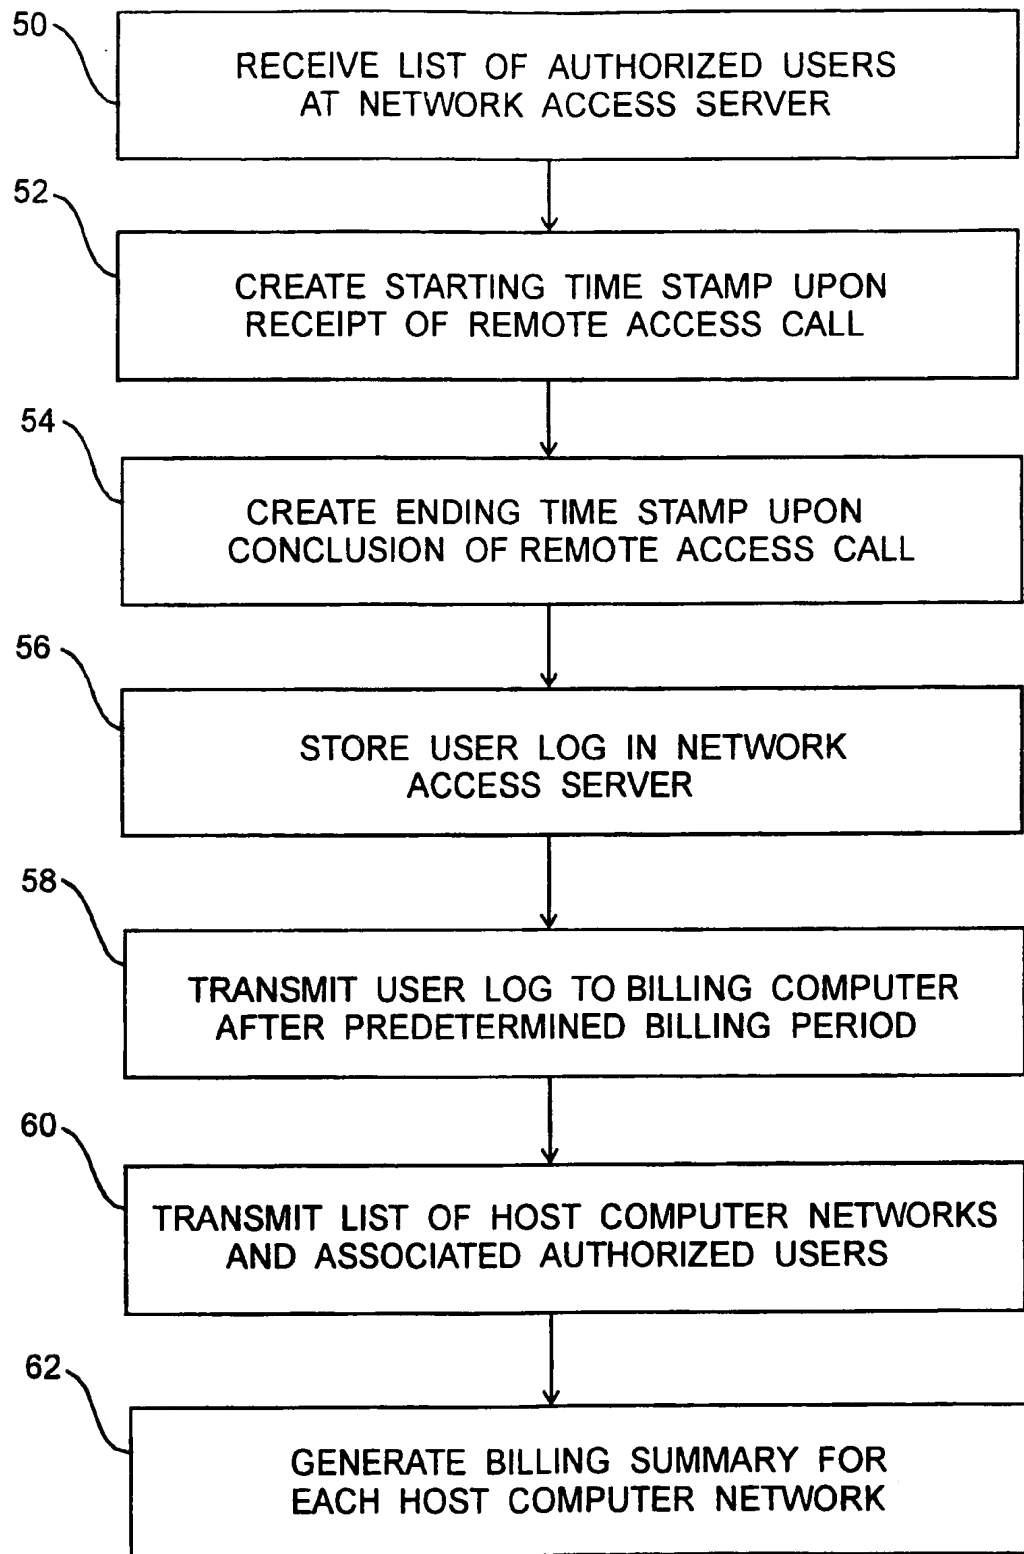 50
RECEIVE LIST OF AUTHORIZED USERS
AT NETWORK ACCESS SERVER
52
CREATE STARTING TIME STAMP UPON
RECEIPT OF REMOTE ACCESS CALL
54
CREATE ENDING TIME STAMP UPON
CONCLUSION OF REMOTE ACCESS CALL
56
STORE USER LOG IN NETWORK
ACCESS SERVER
58
TRANSMIT USER LOG TO BILLING COMPUTER
AFTER PREDETERMINED BILLING PERIOD
60
TRANSMIT LIST OF HOST COMPUTER NETWORKS
AND ASSOCIATED AUTHORIZED USERS
62
GENERATE BILLING SUMMARY FOR
EACH HOST COMPUTER NETWORK